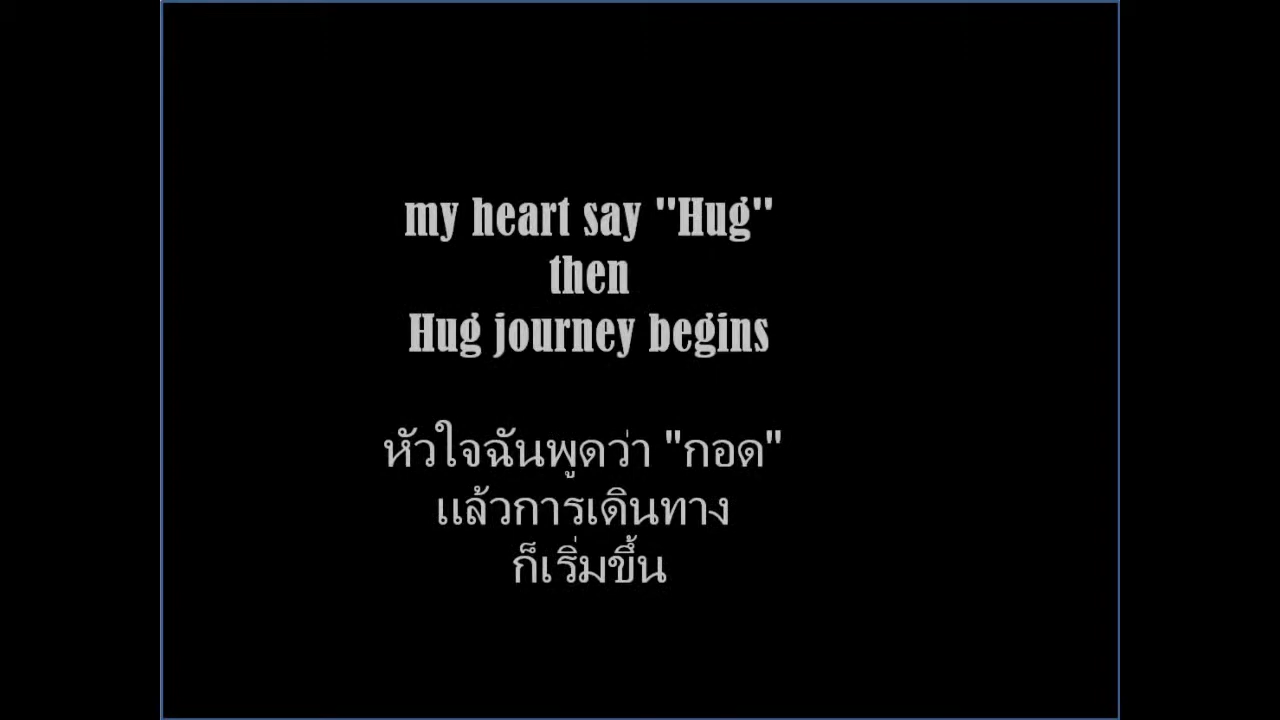 my heart say "Hug"
then
Hug journey begins
หัวใจฉันพูดว่า "กอด"
แล้วการเดินทาง
ก็เริ่มขึ้น